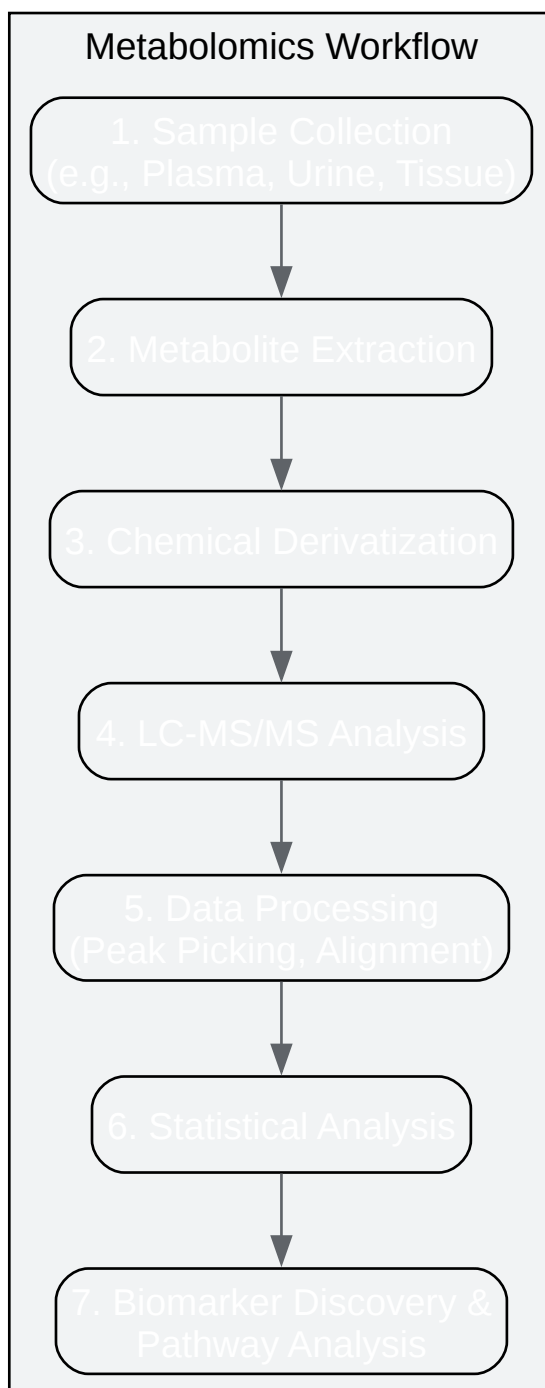 Metabolomics Workflow
1. Sample Collection
(e.g., Plasma, Urine, Tissue)
2. Metabolite Extraction
3. Chemical Derivatization
4. LC-MS/MS Analysis
5. Data Processing
(Peak Picking, Alignment)
6. Statistical Analysis
7. Biomarker Discovery &
Pathway Analysis